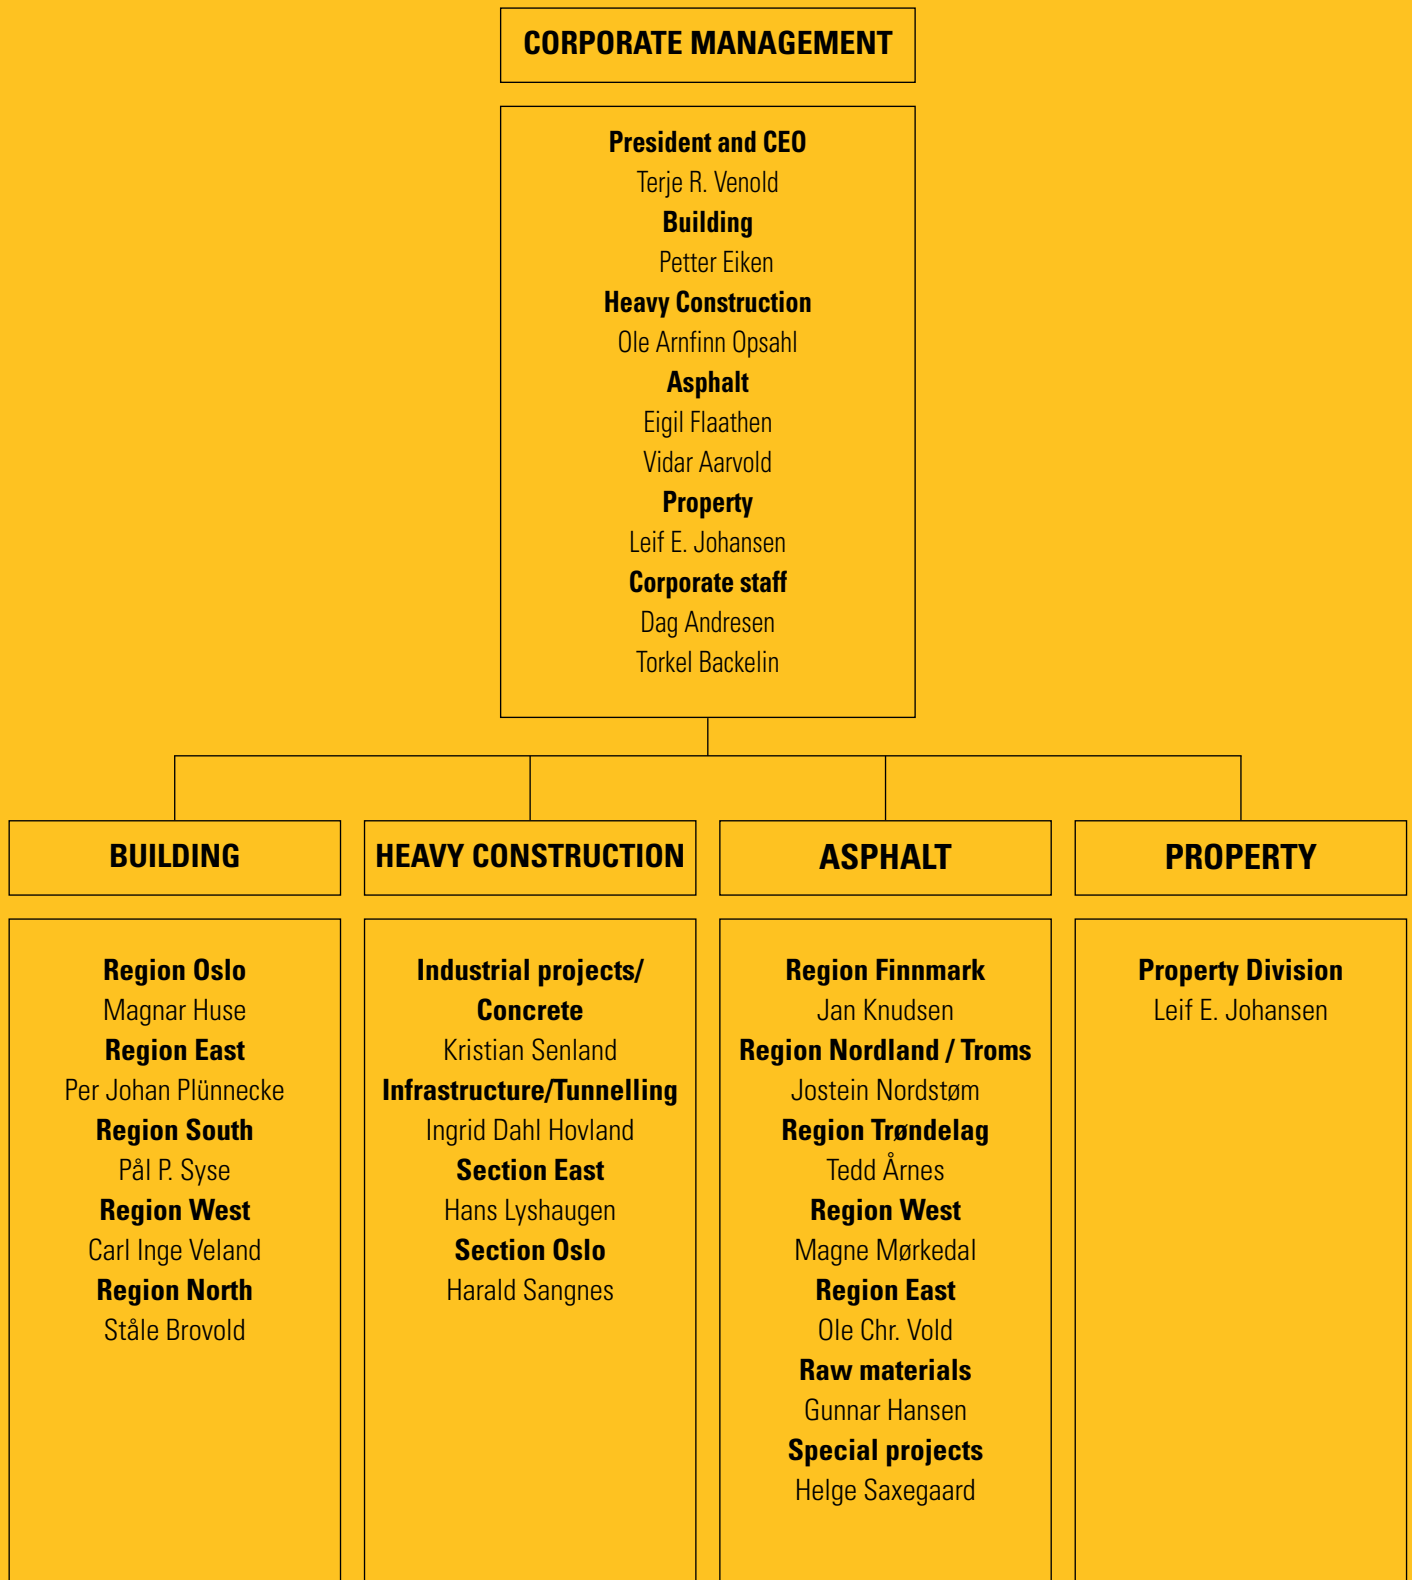 CORPORATE MANAGEMENT
President and CEO
Terje R. Venold
Building
Petter Eiken
Heavy Construction
Ole Arnfinn Opsahl
Asphalt
Eigil Flaathen
Vidar Aarvold
Property
Leif E. Johansen
Corporate staff
Dag Andresen
Torkel Backelin
BUILDING
Region Oslo
Magnar Huse
Region East
Per Johan Plünnecke
Region South
Pål P. Syse
Region West
Carl Inge Veland
Region North
Ståle Brovold
HEAVY CONSTRUCTION
Industrial projects/
Concrete
Kristian Senland
Infrastructure/Tunnelling
Ingrid Dahl Hovland
Section East
Hans Lyshaugen
Section Oslo
Harald Sangnes
ASPHALT
Region Finnmark
Jan Knudsen
Region Nordland / Troms
Jostein Nordstøm
Region Trøndelag
Tedd Årnes
Region West
Magne Mørkedal
Region East
Ole Chr. Vold
Raw materials
Gunnar Hansen
Special projects
Helge Saxegaard
PROPERTY
Property Division
Leif E. Johansen